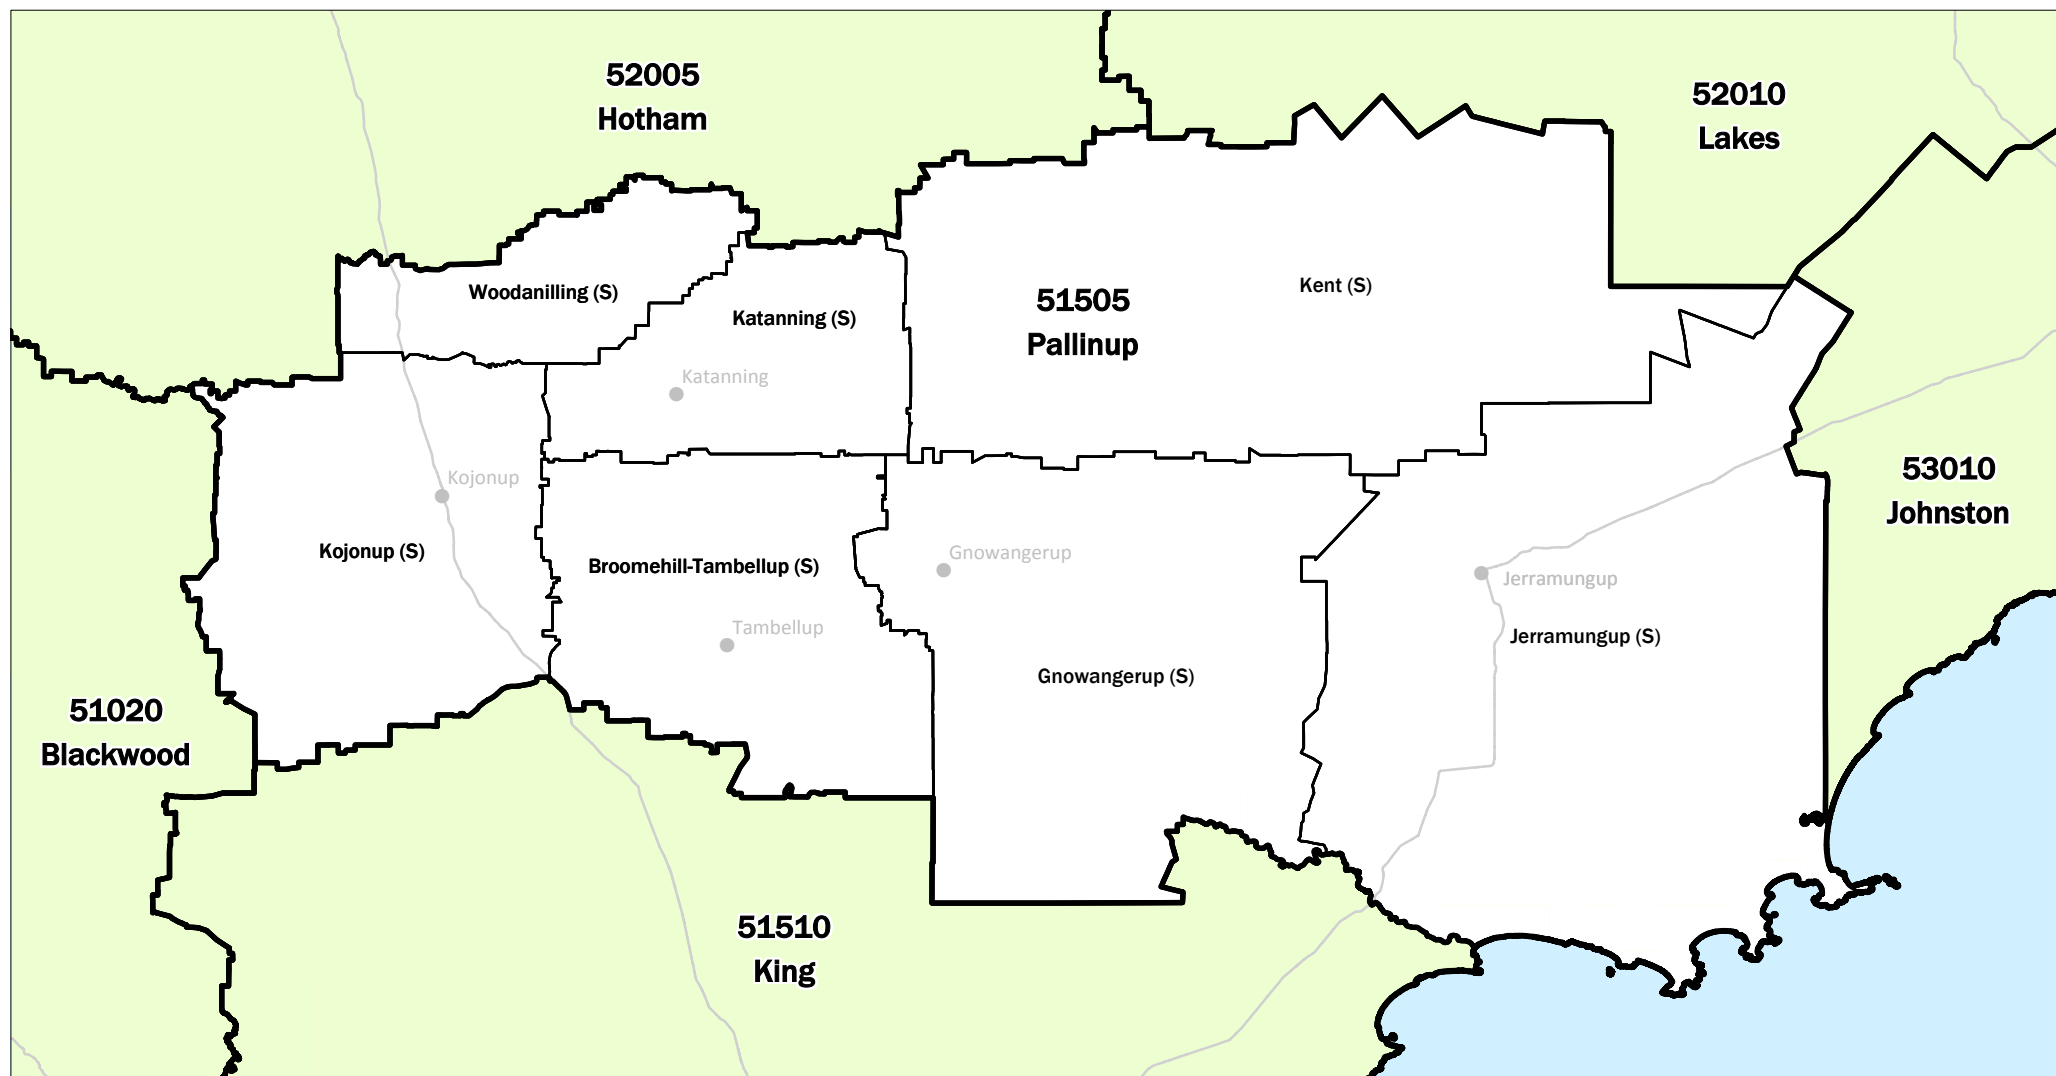 52005
Hotham
52010
Lakes
Woodanilling (S)
Katanning (S)
51505
Pallinup
Kent (S)
Katanning
Kojonup
53010
Johnston
Kojonup (S)
Broomehill-Tambellup (S)
Gnowangerup
Jerramungup
Tambellup
Jerramungup (S)
Gnowangerup (S)
51020
Blackwood
51510
King